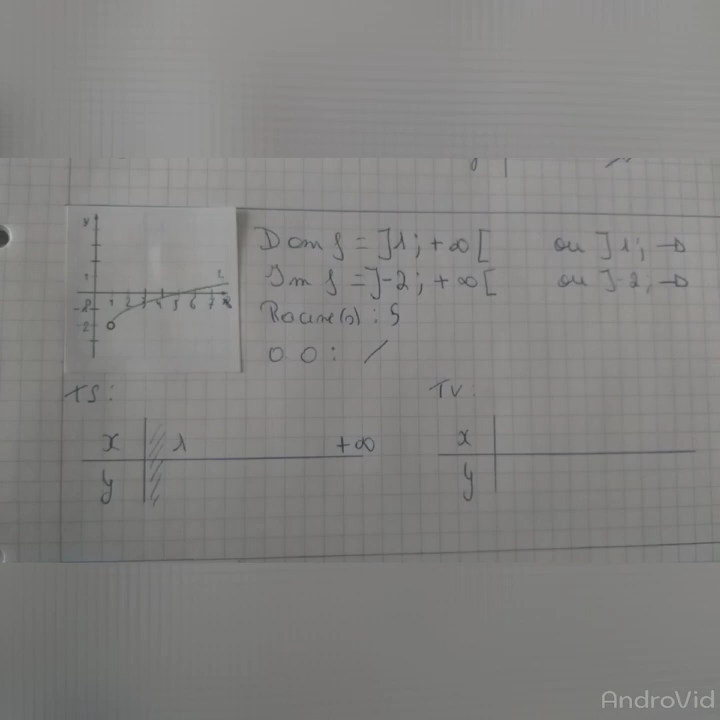 Dom f = ]1; +∞[ ou ]1; →
Im f = ]-2; +∞[ ou ]-2, →
Racine(s) : 5
O O : /
TS :
TV :
x 1 +∞
y
x
y
AndroVid